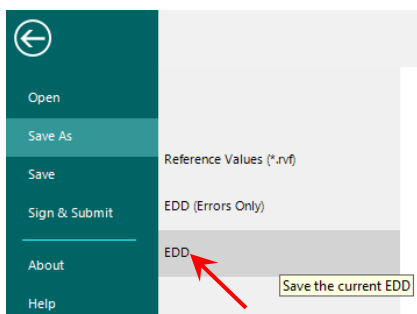 Open
Save As
Save
Sign & Submit
About
Help
Reference Values (*.rvf)
EDD (Errors Only)
EDD
Save the current EDD